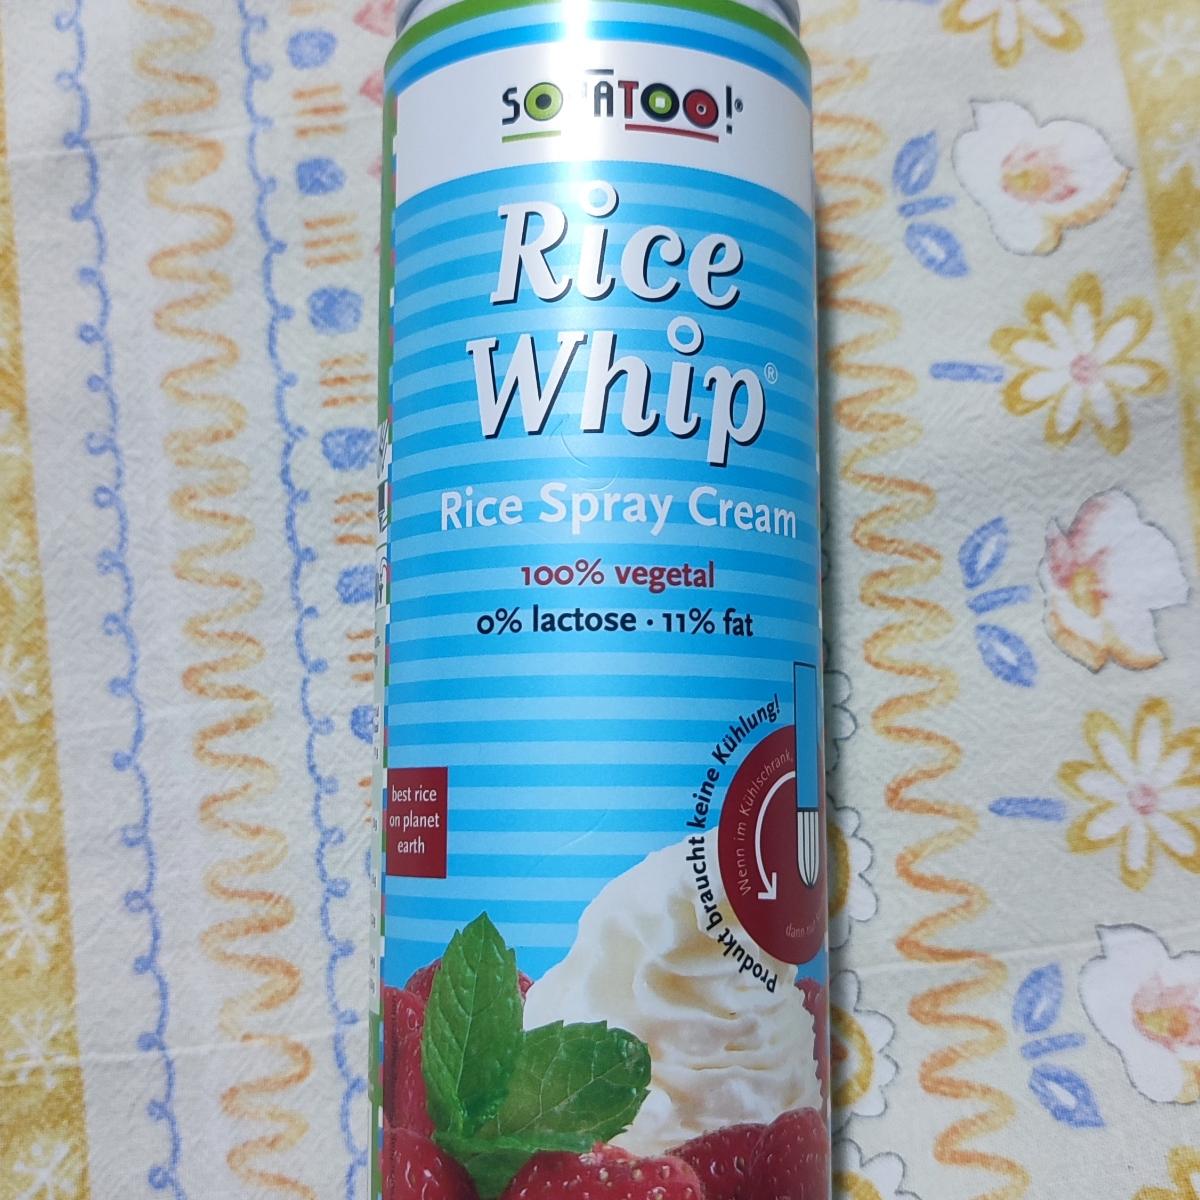 SOYATOO!®
Rice
Whip®
Rice Spray Cream
100% vegetal
0% lactose · 11% fat
Produkt braucht keine Kühlung!
Wenn im Kühlschrank,
best rice
on planet
earth